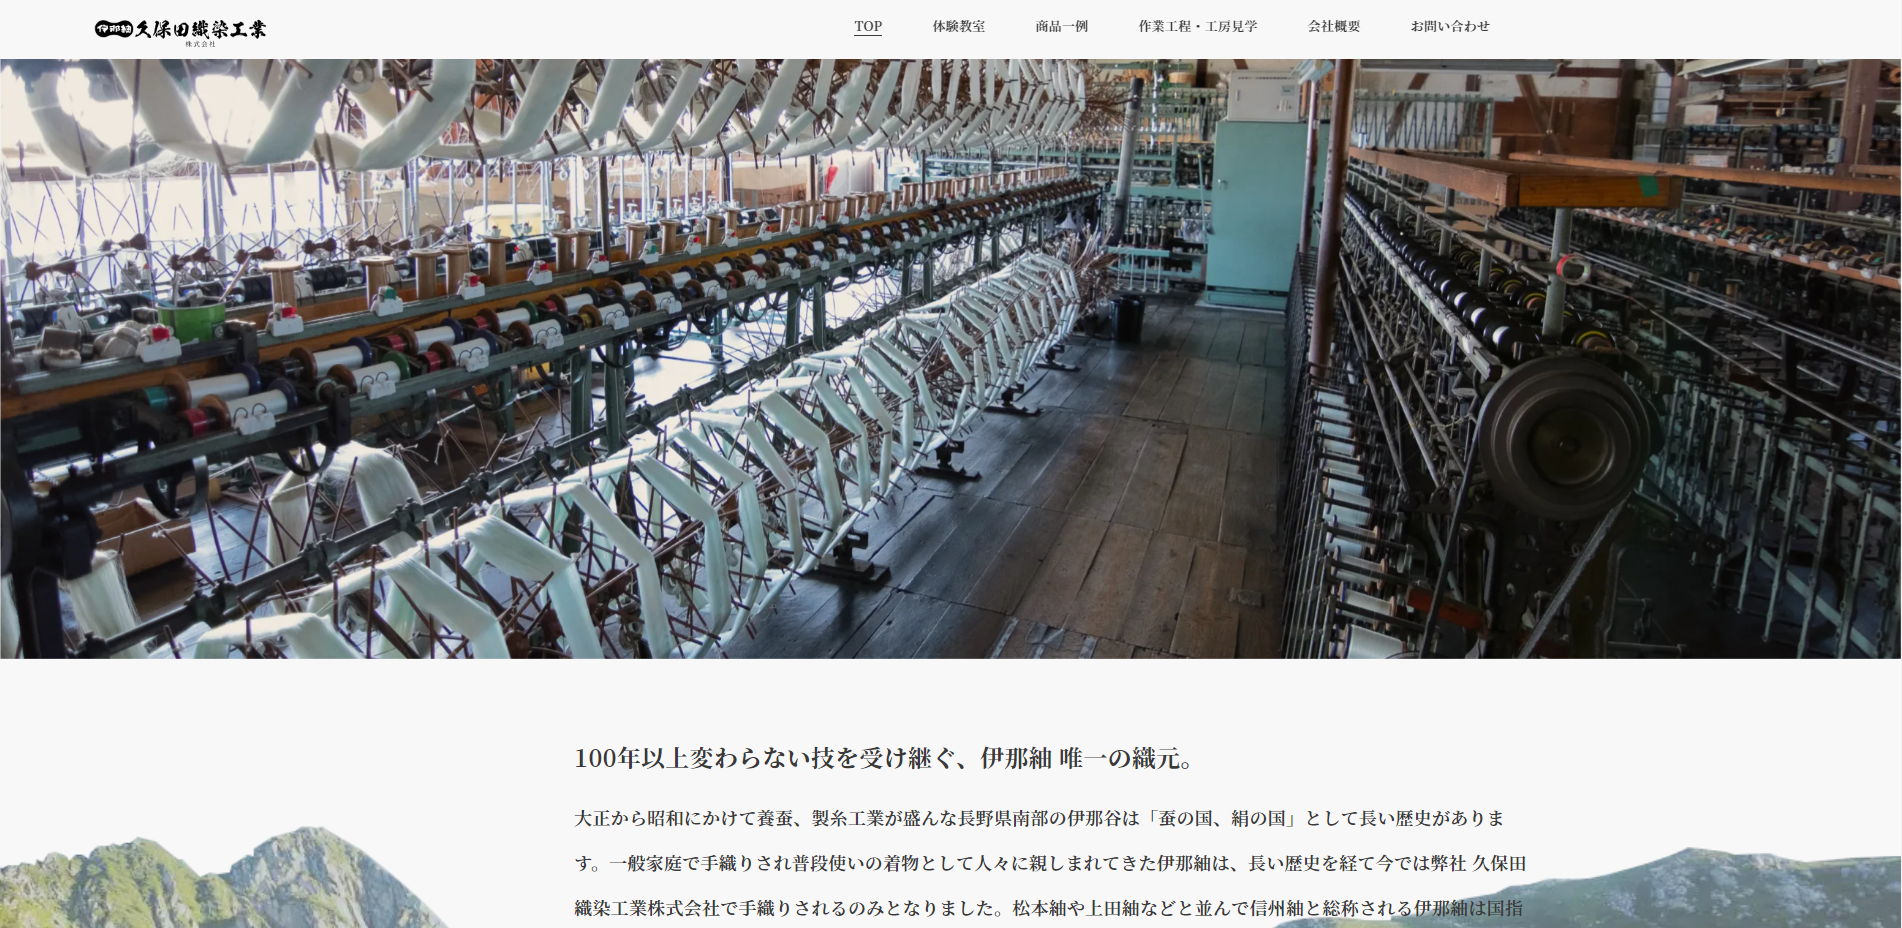 伊那紬 久保田織染工業
株式会社
TOP 体験教室 商品一例 作業工程・工房見学 会社概要 お問い合わせ
100年以上変わらない技を受け継ぐ、伊那紬 唯一の織元。
大正から昭和にかけて養蚕、製糸工業が盛んな長野県南部の伊那谷は「蚕の国、絹の国」として長い歴史がありま
す。一般家庭で手織りされ普段使いの着物として人々に親しまれてきた伊那紬は、長い歴史を経て今では弊社 久保田
織染工業株式会社で手織りされるのみとなりました。松本紬や上田紬などと並んで信州紬と総称される伊那紬は国指